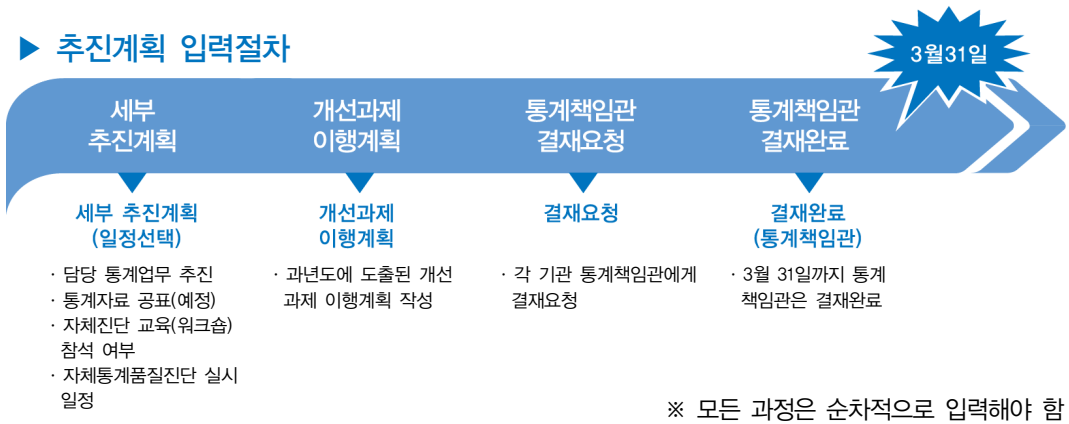 ▶ 추진계획 입력절차
3월31일
세부
추진계획
개선과제
이행계획
통계책임관
결재요청
통계책임관
결재완료
세부 추진계획
(일정선택)
· 담당 통계업무 추진
· 통계자료 공표(예정)
· 자체진단 교육(워크숍)
참석 여부
· 자체통계품질진단 실시
일정
개선과제
이행계획
· 과년도에 도출된 개선
과제 이행계획 작성
결재요청
· 각 기관 통계책임관에게
결재요청
결재완료
(통계책임관)
· 3월 31일까지 통계
책임관은 결재완료
※ 모든 과정은 순차적으로 입력해야 함